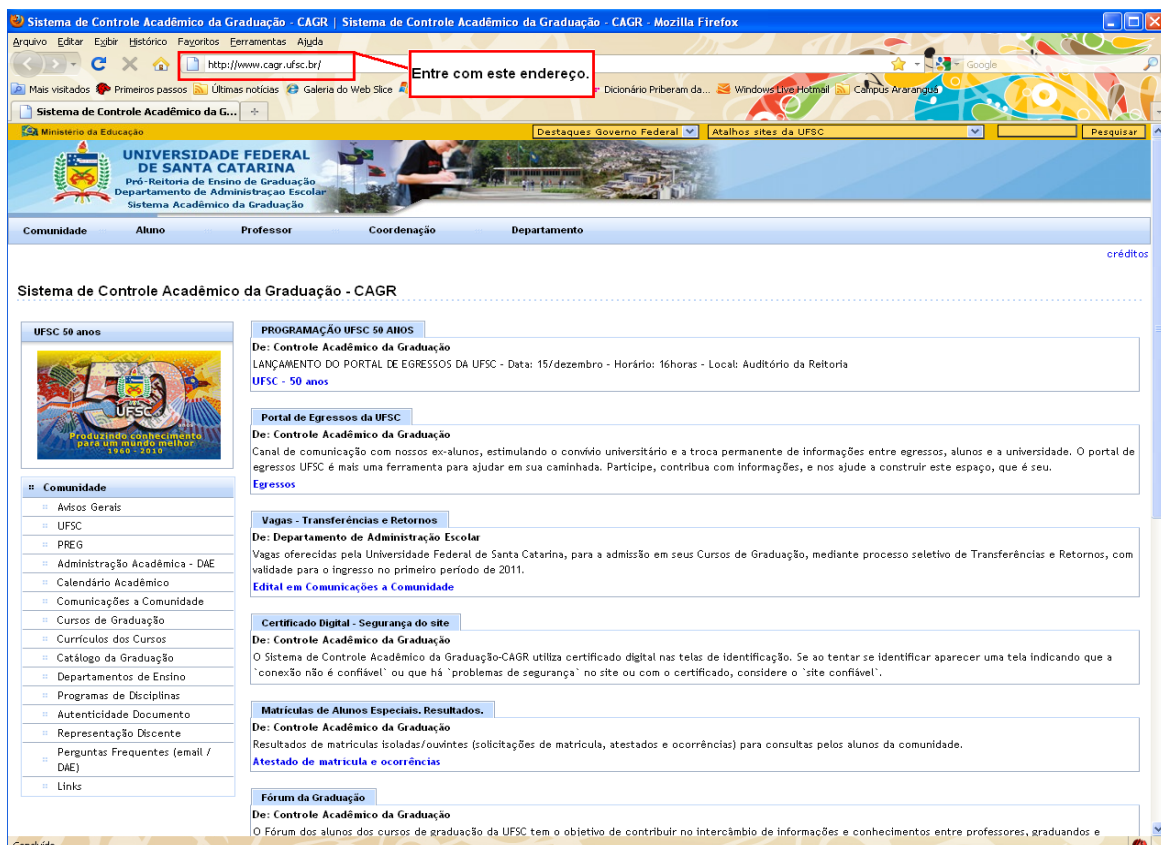 Sistema de Controle Acadêmico da Graduação - CAGR | Sistema de Controle Acadêmico da Graduação - CAGR - Mozilla Firefox
Arquivo Editar Exibir Histórico Favoritos Ferramentas Ajuda
http://www.cagr.ufsc.br/
Google
Entre com este endereço.
Mais visitados Primeiros passos Últimas notícias Galeria do Web Slice Dicionário Priberam da... Windows Live Hotmail Campus Araranguá
Sistema de Controle Acadêmico da G...
Ministério da Educação Destaques Governo Federal Atalhos sites da UFSC Pesquisar
UNIVERSIDADE FEDERAL
DE SANTA CATARINA
Pró-Reitoria de Ensino de Graduação
Departamento de Administraçao Escolar
Sistema Acadêmico da Graduação
Comunidade Aluno Professor Coordenação Departamento
créditos
Sistema de Controle Acadêmico da Graduação - CAGR
UFSC 50 anos
UFSC
Produzindo conhecimento
para um mundo melhor
1960 - 2010
Comunidade
Avisos Gerais
UFSC
PREG
Administração Acadêmica - DAE
Calendário Acadêmico
Comunicações a Comunidade
Cursos de Graduação
Currículos dos Cursos
Catálogo da Graduação
Departamentos de Ensino
Programas de Disciplinas
Autenticidade Documento
Representação Discente
Perguntas Frequentes (email /
DAE)
Links
PROGRAMAÇÃO UFSC 50 ANOS
De: Controle Acadêmico da Graduação
LANÇAMENTO DO PORTAL DE EGRESSOS DA UFSC - Data: 15/dezembro - Horário: 16horas - Local: Auditório da Reitoria
UFSC - 50 anos
Portal de Egressos da UFSC
De: Controle Acadêmico da Graduação
Canal de comunicação com nossos ex-alunos, estimulando o convívio universitário e a troca permanente de informações entre egressos, alunos e a universidade. O portal de
egressos UFSC é mais uma ferramenta para ajudar em sua caminhada. Participe, contribua com informações, e nos ajude a construir este espaço, que é seu.
Egressos
Vagas - Transferências e Retornos
De: Departamento de Administração Escolar
Vagas oferecidas pela Universidade Federal de Santa Catarina, para a admissão em seus Cursos de Graduação, mediante processo seletivo de Transferências e Retornos, com
validade para o ingresso no primeiro período de 2011.
Edital em Comunicações a Comunidade
Certificado Digital - Segurança do site
De: Controle Acadêmico da Graduação
O Sistema de Controle Acadêmico da Graduação-CAGR utiliza certificado digital nas telas de identificação. Se ao tentar se identificar aparecer uma tela indicando que a
`conexão não é confiável` ou que há `problemas de segurança` no site ou com o certificado, considere o `site confiável`.
Matrículas de Alunos Especiais. Resultados.
De: Controle Acadêmico da Graduação
Resultados de matriculas isoladas/ouvintes (solicitações de matricula, atestados e ocorrências) para consultas pelos alunos da comunidade.
Atestado de matricula e ocorrências
Fórum da Graduação
De: Controle Acadêmico da Graduação
O Fórum dos alunos dos cursos de graduação da UFSC tem o objetivo de contribuir no intercâmbio de informações e conhecimentos entre professores, graduandos e